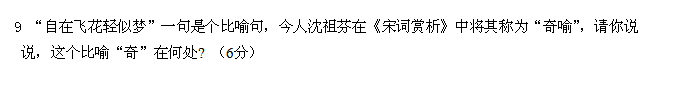 9 “自在飞花轻似梦”一句是个比喻句，今人沈祖芬在《宋词赏析》中将其称为“奇喻”，请你说
说，这个比喻“奇”在何处? （6分）